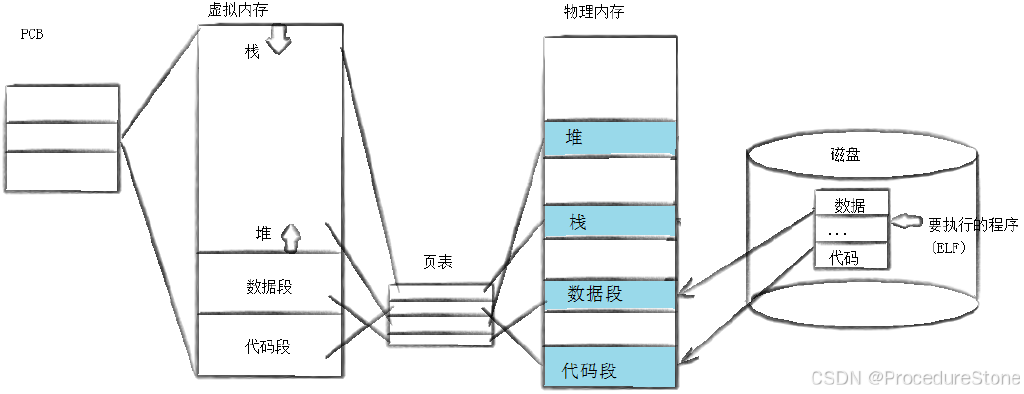 PCB
虚拟内存
物理内存
栈
堆
数据段
代码段
页表
堆
栈
数据段
代码段
磁盘
数据
...
代码
要执行的程序
(ELF)
CSDN @ProcedureStone